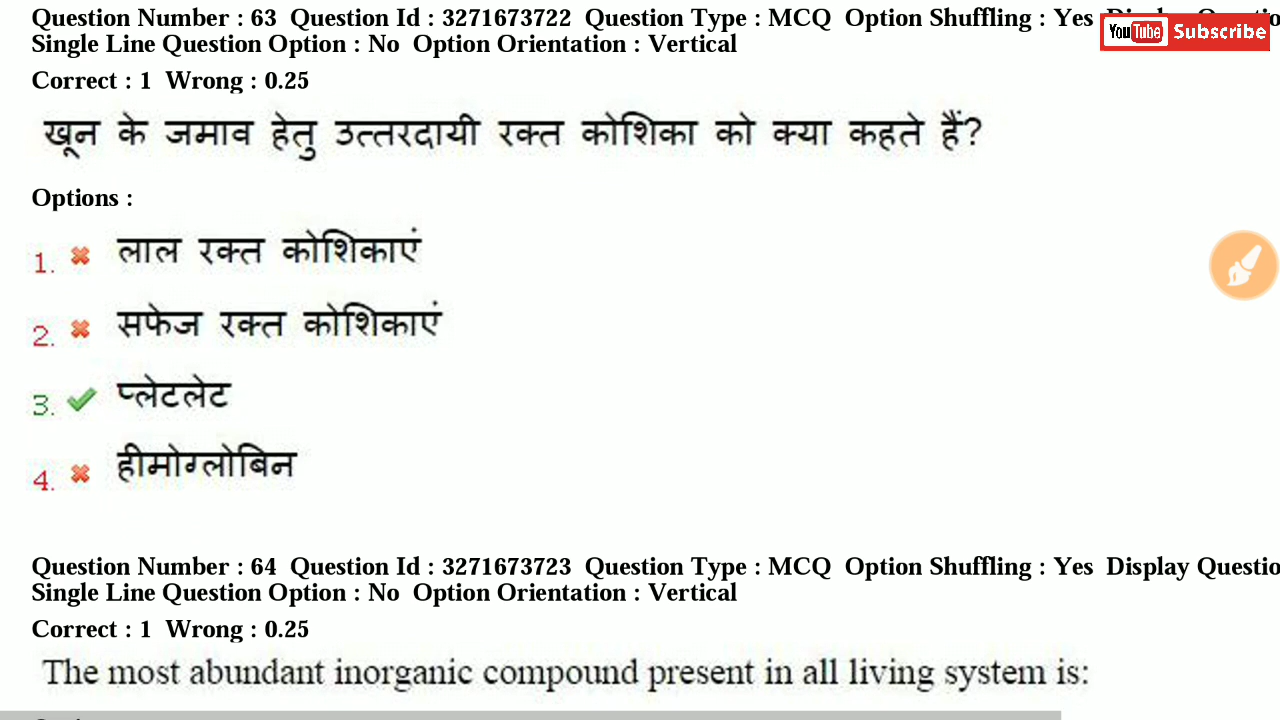 Question Number : 63 Question Id : 3271673722 Question Type : MCQ Option Shuffling : Yes
Single Line Question Option : No Option Orientation : Vertical
YouTube Subscribe
Correct : 1 Wrong : 0.25
खून के जमाव हेतु उत्तरदायी रक्त कोशिका को क्या कहते हैं?
Options :
1. लाल रक्त कोशिकाएं
2. सफेज रक्त कोशिकाएं
3. प्लेटलेट
4. हीमोग्लोबिन
Question Number : 64 Question Id : 3271673723 Question Type : MCQ Option Shuffling : Yes Display Questio
Single Line Question Option : No Option Orientation : Vertical
Correct : 1 Wrong : 0.25
The most abundant inorganic compound present in all living system is: